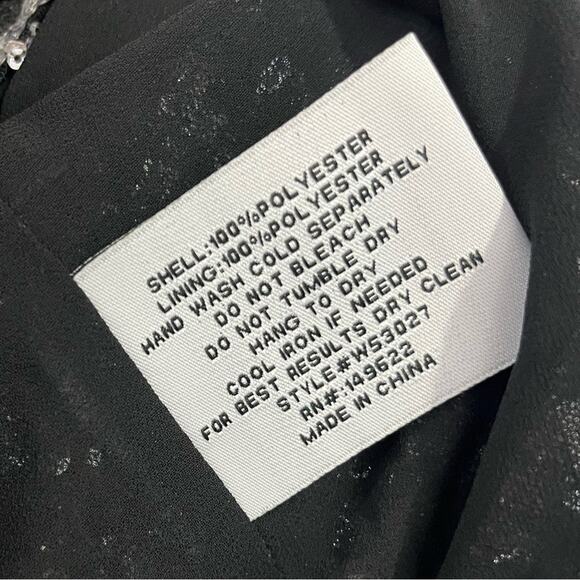 SHELL:100%POLYESTER
LINING:100%POLYESTER
HAND WASH COLD SEPARATELY
DO NOT BLEACH
DO NOT TUMBLE DRY
HANG TO DRY
COOL IRON IF NEEDED
FOR BEST RESULTS DRY CLEAN
STYLE#W53027
RN#:149622
MADE IN CHINA